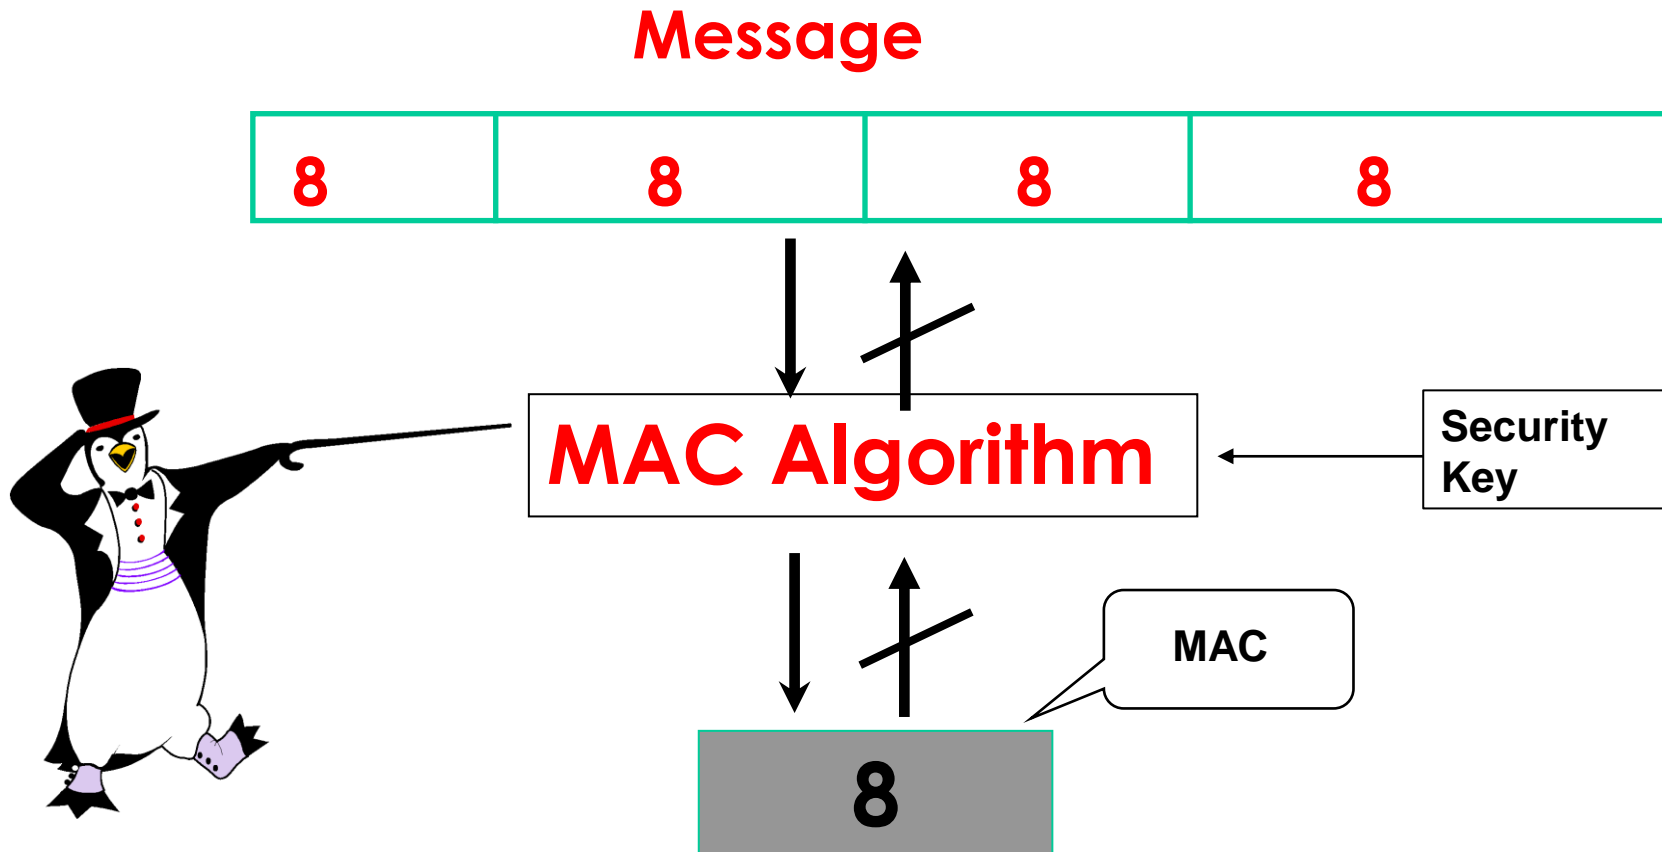 Message
8 8 8 8
MAC Algorithm
Security
Key
MAC
8